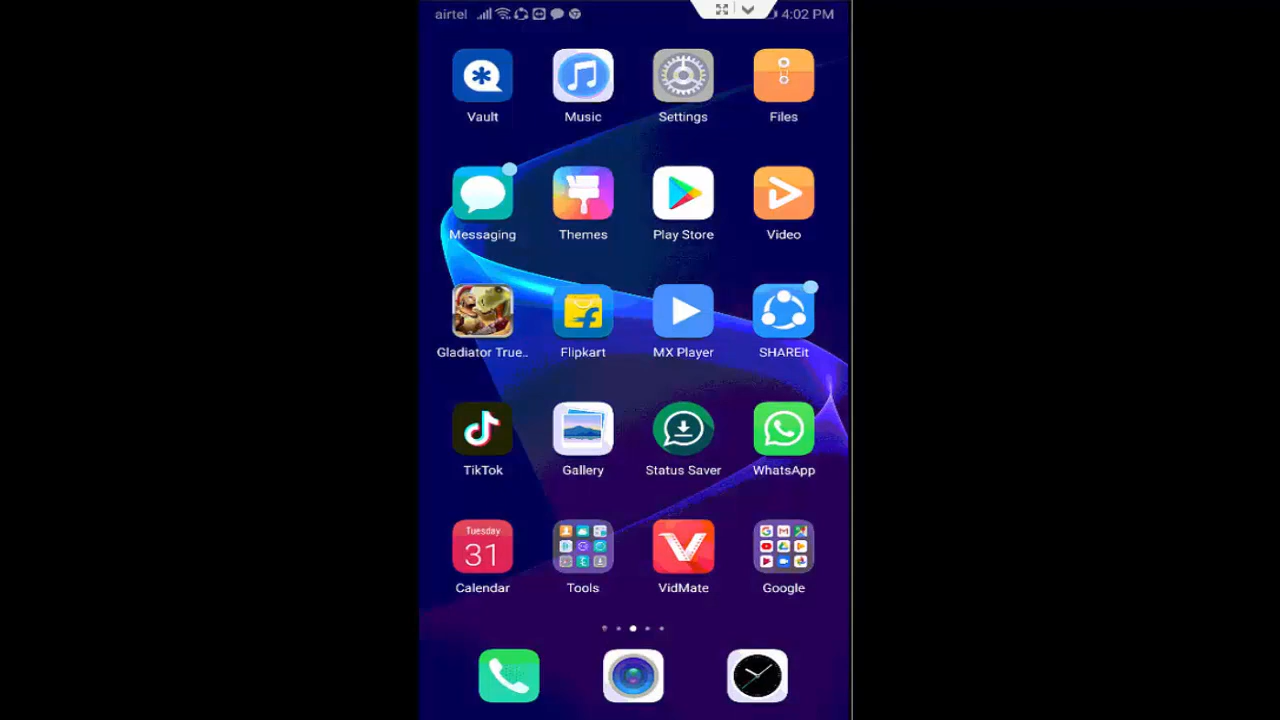 airtel 4:02 PM
Vault Music Settings Files
Messaging Themes Play Store Video
Gladiator True.. Flipkart MX Player SHAREit
TikTok Gallery Status Saver WhatsApp
Tuesday
31
Calendar Tools VidMate Google